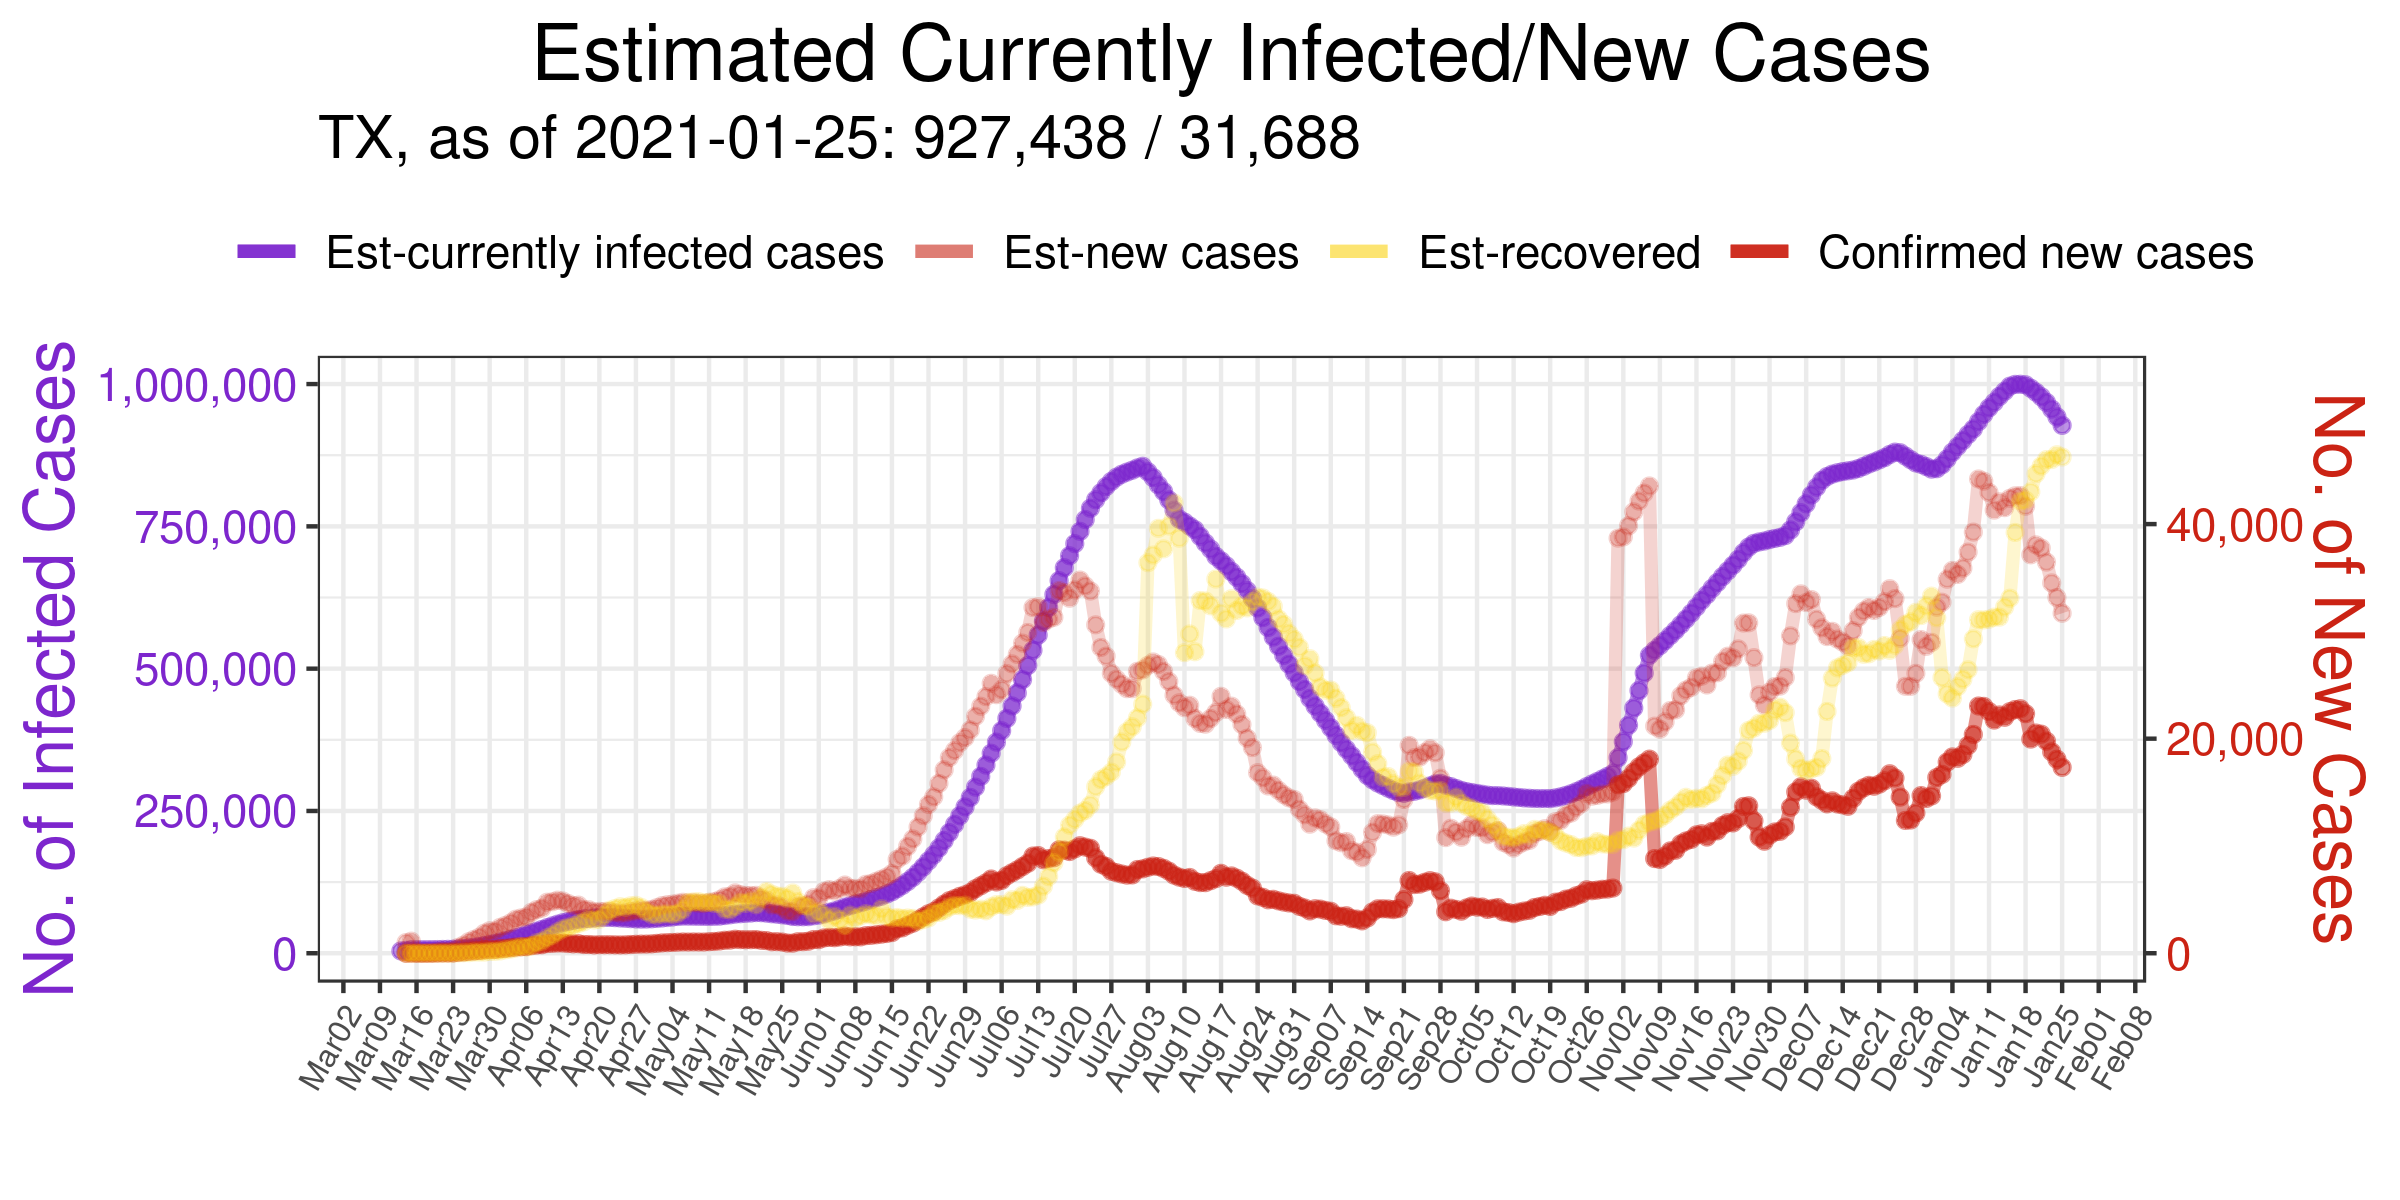 Estimated Currently Infected/New Cases
TX, as of 2021-01-25: 927,438 / 31,688
Est-currently infected cases Est-new cases Est-recovered Confirmed new cases
No. of Infected Cases
1,000,000
750,000
500,000
250,000
0
40,000
20,000
0
No. of New Cases
Mar02 Mar09 Mar16 Mar23 Mar30 Apr06 Apr13 Apr20 Apr27 May04 May11 May18 May25 Jun01 Jun08 Jun15 Jun22 Jun29 Jul06 Jul13 Jul20 Jul27 Aug03 Aug10 Aug17 Aug24 Aug31 Sep07 Sep14 Sep21 Sep28 Oct05 Oct12 Oct19 Oct26 Nov02 Nov09 Nov16 Nov23 Nov30 Dec07 Dec14 Dec21 Dec28 Jan04 Jan11 Jan18 Jan25 Feb01 Feb08